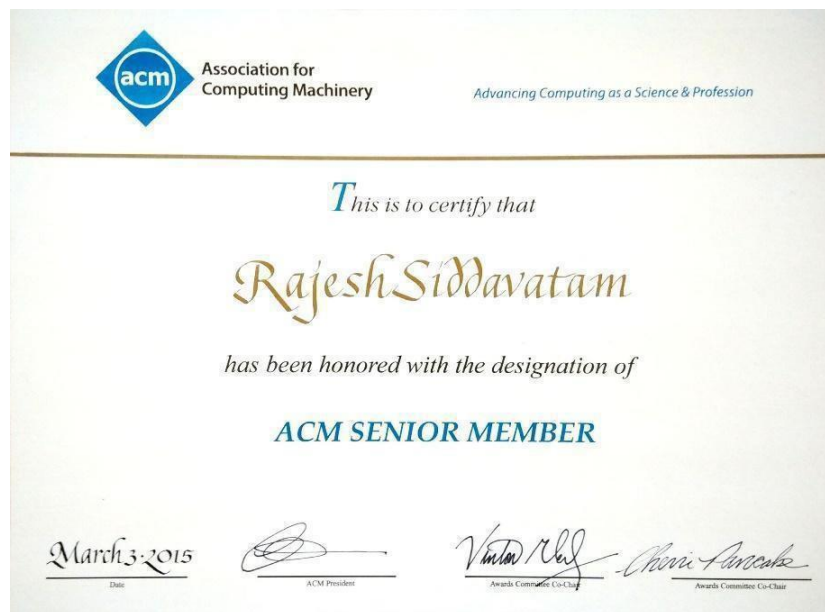 acm
Association for
Computing Machinery
Advancing Computing as a Science & Profession
This is to certify that
Rajesh Siddavatam
has been honored with the designation of
ACM SENIOR MEMBER
March 3·2015
Cherri Pancake
Date
ACM President
Awards Committee Co-Chair
Awards Committee Co-Chair